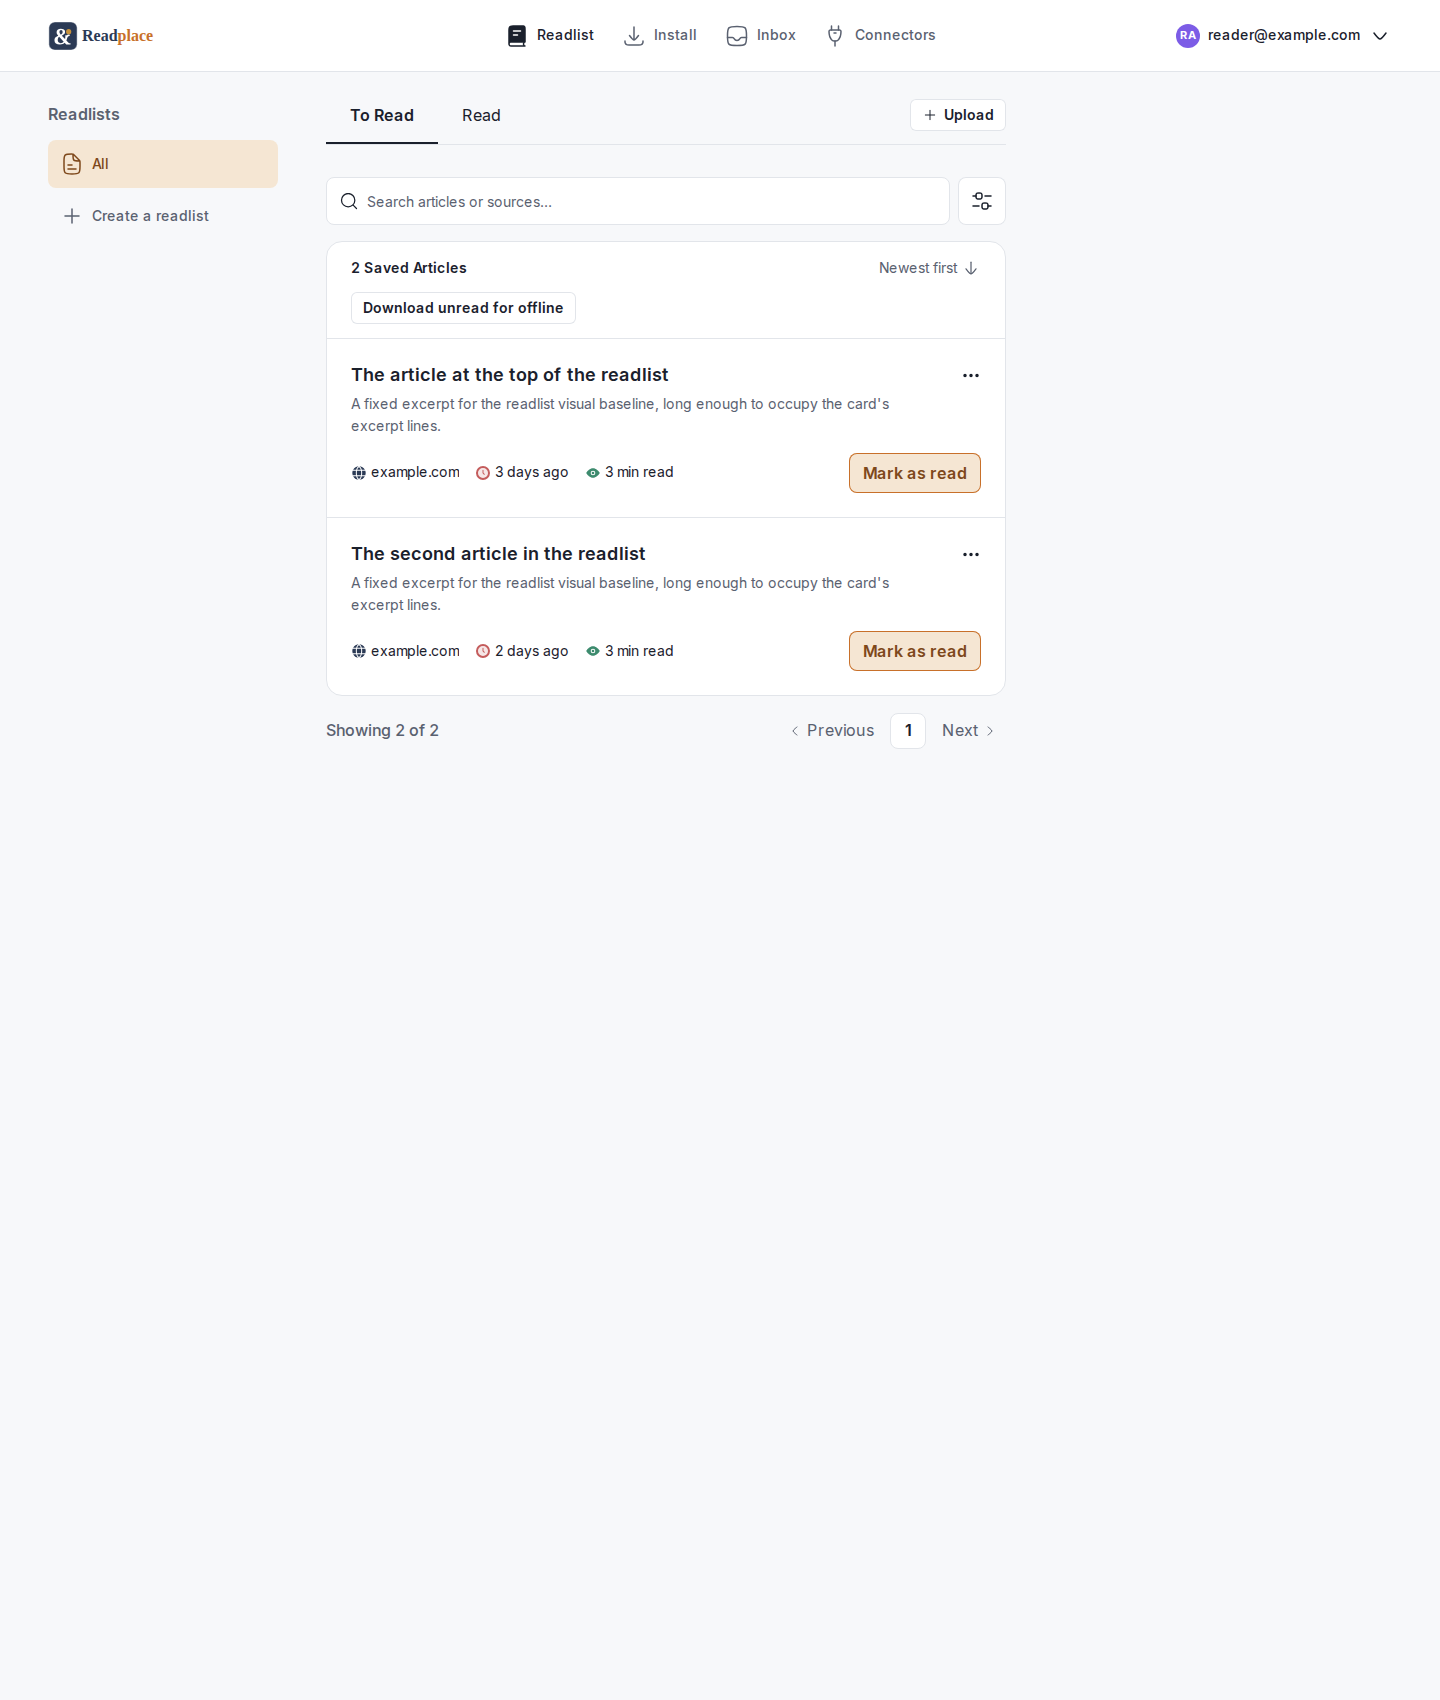 & Readplace
Readlist
Install
Inbox
Connectors
RA reader@example.com
Readlists
All
Create a readlist
To Read
Read
Upload
Search articles or sources...
2 Saved Articles
Newest first
Download unread for offline
The article at the top of the readlist
A fixed excerpt for the readlist visual baseline, long enough to occupy the card's
excerpt lines.
example.com
3 days ago
3 min read
Mark as read
The second article in the readlist
A fixed excerpt for the readlist visual baseline, long enough to occupy the card's
excerpt lines.
example.com
2 days ago
3 min read
Mark as read
Showing 2 of 2
Previous
1
Next